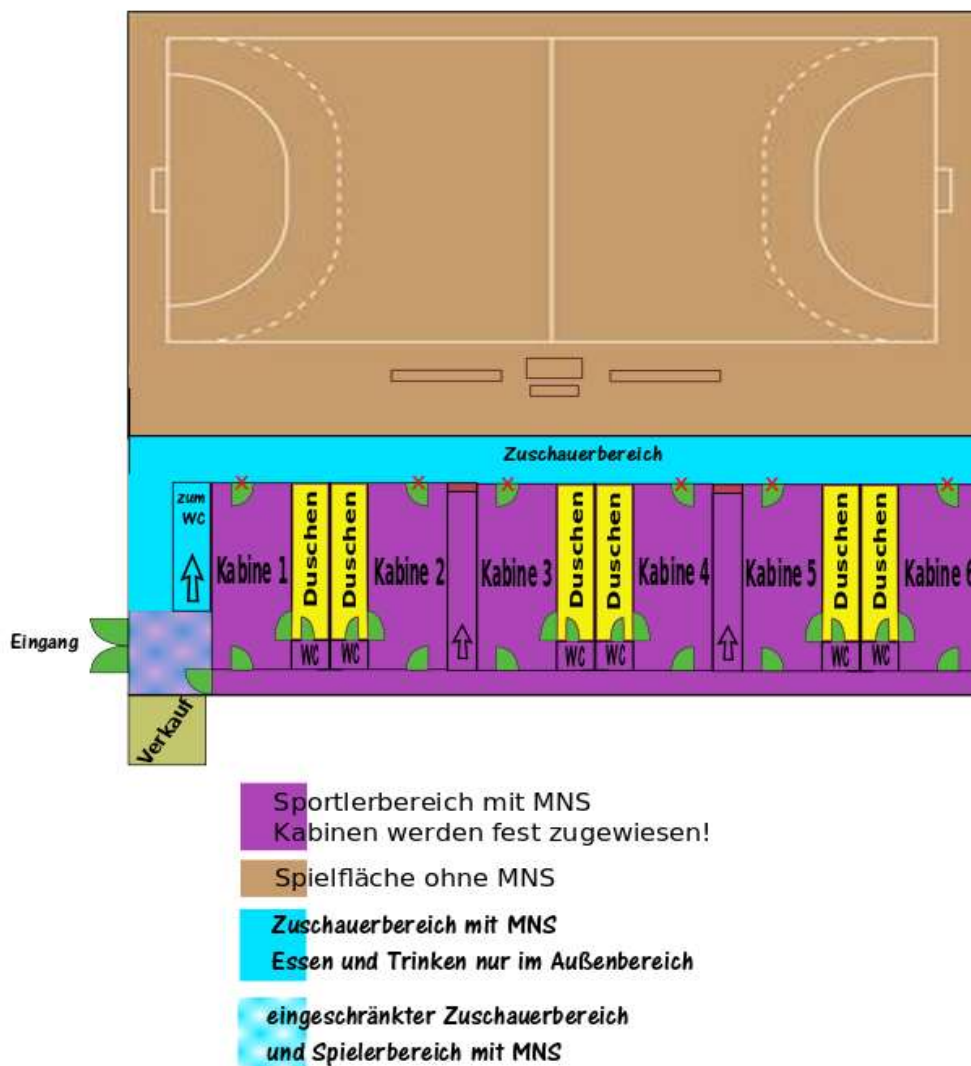 Zuschauerbereich
zum
WC
Kabine 1
Duschen
Duschen
Kabine 2
Kabine 3
Duschen
Duschen
Kabine 4
Kabine 5
Duschen
Duschen
Kabine 6
Eingang
WC
WC
WC
WC
WC
WC
Verkauf
Sportlerbereich mit MNS
Kabinen werden fest zugewiesen!
Spielfläche ohne MNS
Zuschauerbereich mit MNS
Essen und Trinken nur im Außenbereich
eingeschränkter Zuschauerbereich
und Spielerbereich mit MNS